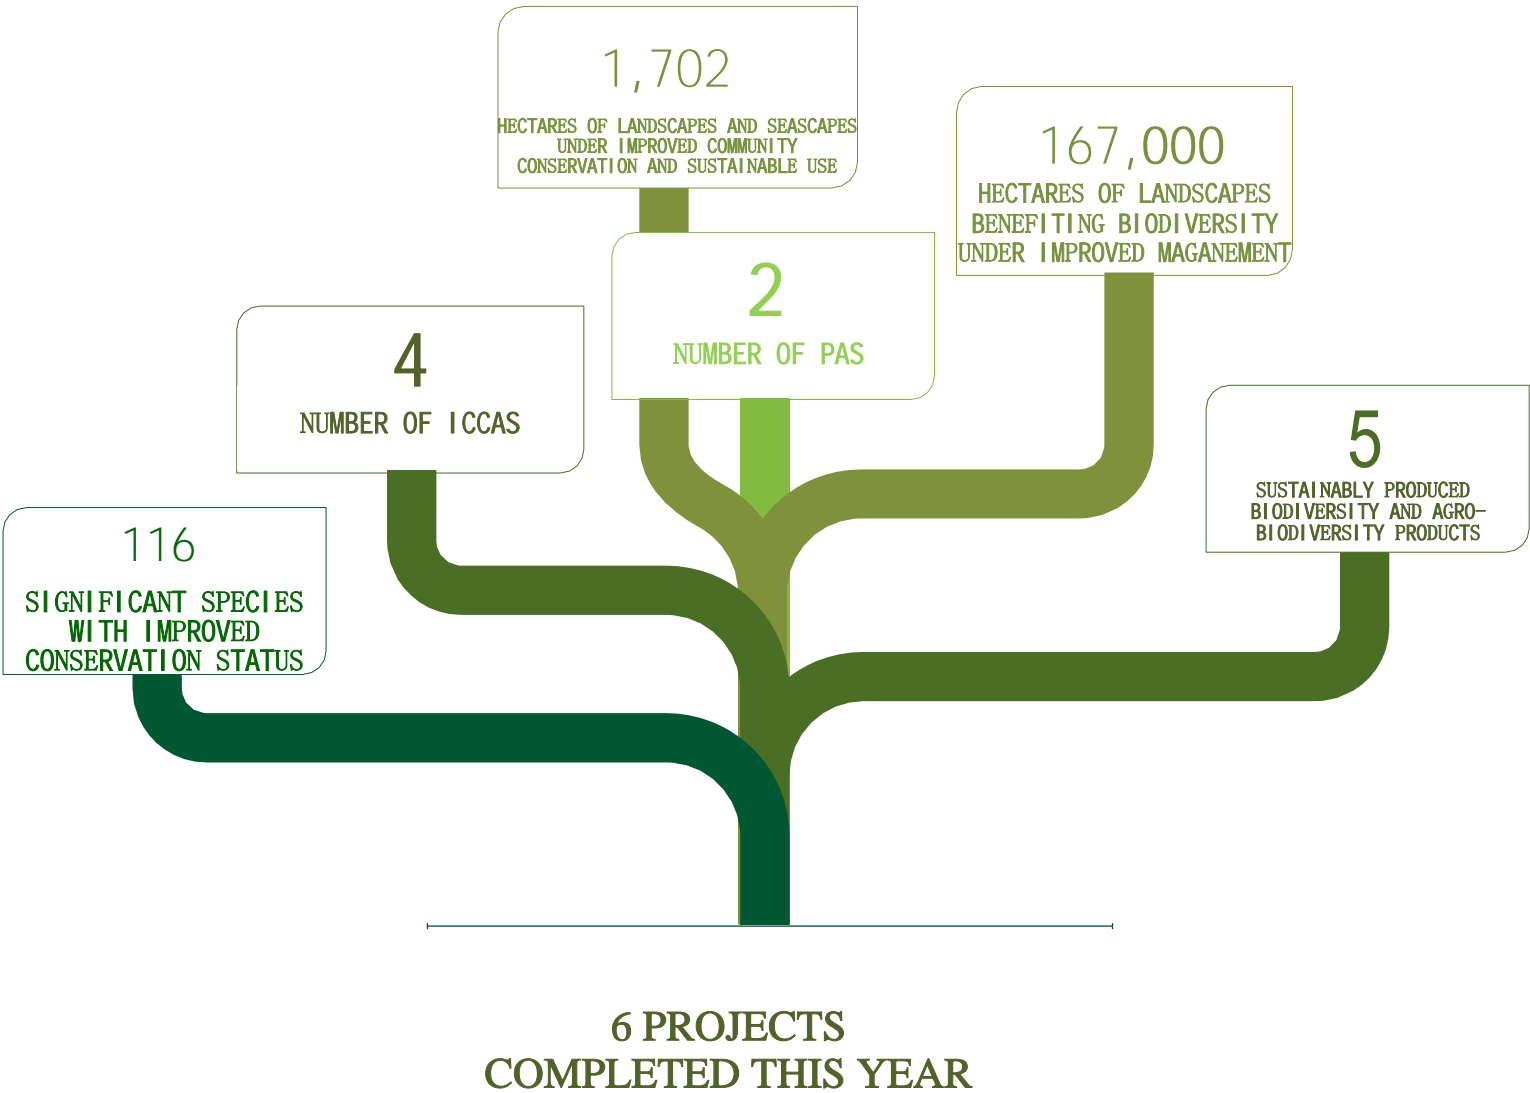 1,702
HECTARES OF LANDSCAPES AND SEASCAPES
UNDER IMPROVED COMMUNITY
CONSERVATION AND SUSTAINABLE USE
167,000
HECTARES OF LANDSCAPES
BENEFITING BIODIVERSITY
UNDER IMPROVED MAGANEMENT
2
NUMBER OF PAS
4
NUMBER OF ICCAS
5
SUSTAINABLY PRODUCED
BIODIVERSITY AND AGRO-
BIODIVERSITY PRODUCTS
116
SIGNIFICANT SPECIES
WITH IMPROVED
CONSERVATION STATUS
6 PROJECTS
COMPLETED THIS YEAR